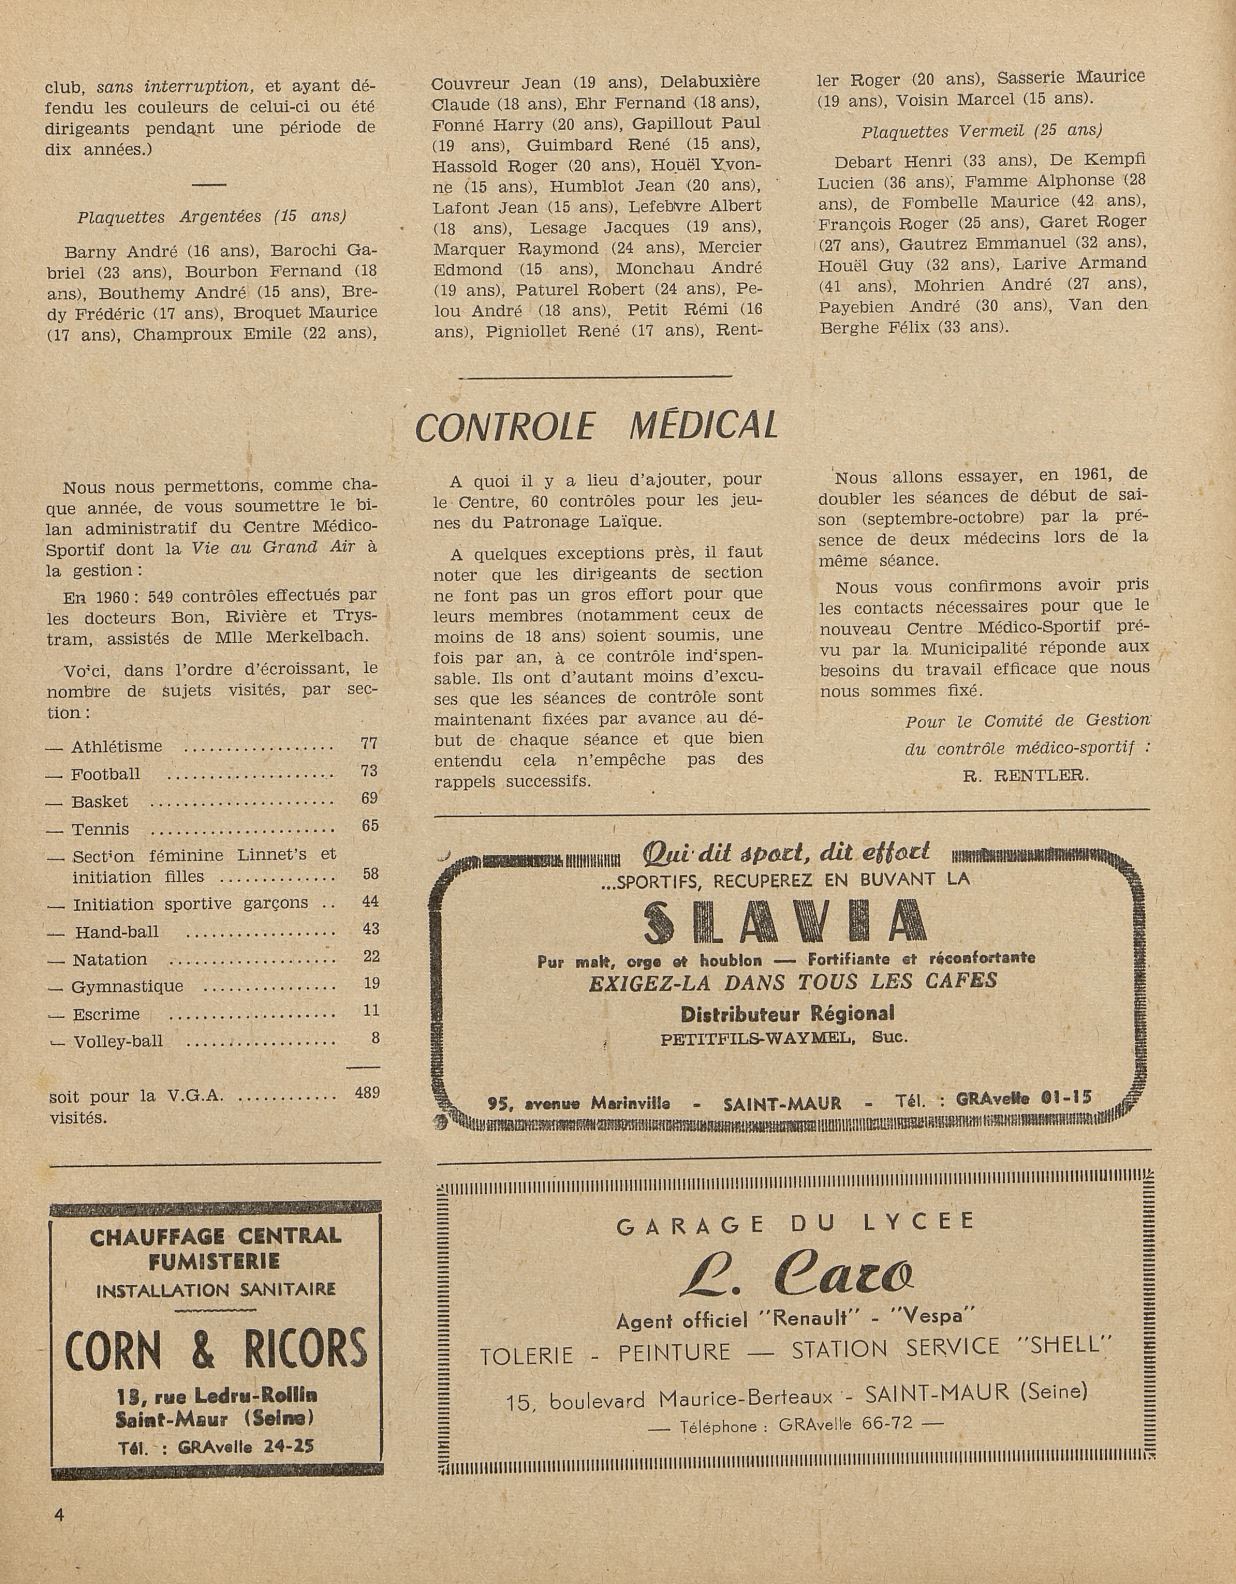 club, sans interruption, et ayant dé-
fendu les couleurs de celui-ci ou été
dirigeants pendant une période de
dix années.)
Plaquettes Argentées (15 ans)
Barny André (16 ans), Barochi Ga-
briel (23 ans), Bourbon Fernand (18
ans), Bouthemy André (15 ans), Bre-
dy Frédéric (17 ans), Broquet Maurice
(17 ans), Champroux Emile (22 ans),
Couvreur Jean (19 ans), Delabuxière
Claude (18 ans), Ehr Fernand (18 ans),
Fonné Harry (20 ans), Gapillout Paul
(19 ans), Guimbard René (15 ans),
Hassold Roger (20 ans), Houël Yvon-
ne (15 ans), Humblot Jean (20 ans),
Lafont Jean (15 ans), Lefebvre Albert
(18 ans), Lesage Jacques (19 ans),
Marquer Raymond (24 ans), Mercier
Edmond (15 ans), Monchau André
(19 ans), Paturel Robert (24 ans), Pe-
lou André (18 ans), Petit Rémi (16
ans), Pigniollet René (17 ans), Rent-
ler Roger (20 ans), Sasserie Maurice
(19 ans), Voisin Marcel (15 ans).
Plaquettes Vermeil (25 ans)
Debart Henri (33 ans), De Kempfi
Lucien (36 ans), Famme Alphonse (28
ans), de Fombelle Maurice (42 ans),
François Roger (25 ans), Garet Roger
(27 ans), Gautrez Emmanuel (32 ans),
Houël Guy (32 ans), Larive Armand
(41 ans), Mohrien André (27 ans),
Payebien André (30 ans), Van den
Berghe Félix (33 ans).
CONTROLE MÉDICAL
Nous nous permettons, comme cha-
que année, de vous soumettre le bi-
lan administratif du Centre Médico-
Sportif dont la Vie au Grand Air à
la gestion :
En 1960 : 549 contrôles effectués par
les docteurs Bon, Rivière et Trys-
tram, assistés de Mlle Merkelbach.
Voici, dans l'ordre d'écroissant, le
nombre de sujets visités, par sec-
tion :
— Athlétisme .................. 77
— Football .................... 73
— Basket ...................... 69
— Tennis ...................... 65
— Section féminine Linnet's et
initiation filles .............. 58
— Initiation sportive garçons .. 44
— Hand-ball .................. 43
— Natation .................... 22
— Gymnastique ................ 19
— Escrime .................... 11
— Volley-ball .................. 8
soit pour la V.G.A. ............ 489
visités.
A quoi il y a lieu d'ajouter, pour
le Centre, 60 contrôles pour les jeu-
nes du Patronage Laïque.
A quelques exceptions près, il faut
noter que les dirigeants de section
ne font pas un gros effort pour que
leurs membres (notamment ceux de
moins de 18 ans) soient soumis, une
fois par an, à ce contrôle indispen-
sable. Ils ont d'autant moins d'excu-
ses que les séances de contrôle sont
maintenant fixées par avance au dé-
but de chaque séance et que bien
entendu cela n'empêche pas des
rappels successifs.
Nous allons essayer, en 1961, de
doubler les séances de début de sai-
son (septembre-octobre) par la pré-
sence de deux médecins lors de la
même séance.
Nous vous confirmons avoir pris
les contacts nécessaires pour que le
nouveau Centre Médico-Sportif pré-
vu par la Municipalité réponde aux
besoins du travail efficace que nous
nous sommes fixé.
Pour le Comité de Gestion
du contrôle médico-sportif :
R. RENTLER.
Qui dit sport, dit effort
...SPORTIFS, RECUPEREZ EN BUVANT LA
SLAVIA
Pur malt, orge et houblon — Fortifiante et réconfortante
EXIGEZ-LA DANS TOUS LES CAFES
Distributeur Régional
PETITFILS-WAYMEL, Suc.
95, avenue Marinville - SAINT-MAUR - Tél. : GRAvelle 01-15
CHAUFFAGE CENTRAL
FUMISTERIE
INSTALLATION SANITAIRE
CORN & RICORS
13, rue Ledru-Rollin
Saint-Maur (Seine)
Tél. : GRAvelle 24-25
GARAGE DU LYCEE
L. Caro
Agent officiel "Renault" - "Vespa"
TOLERIE - PEINTURE — STATION SERVICE "SHELL"
15, boulevard Maurice-Berteaux - SAINT-MAUR (Seine)
— Téléphone : GRAvelle 66-72 —
4